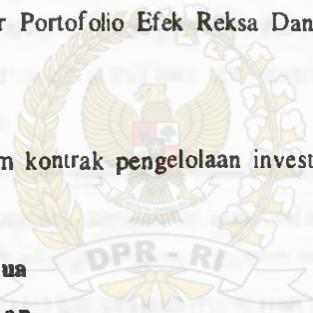 r Portofolio Efek Reksa Dan
m kontrak pengelolaan invest
DPR - RI
ua